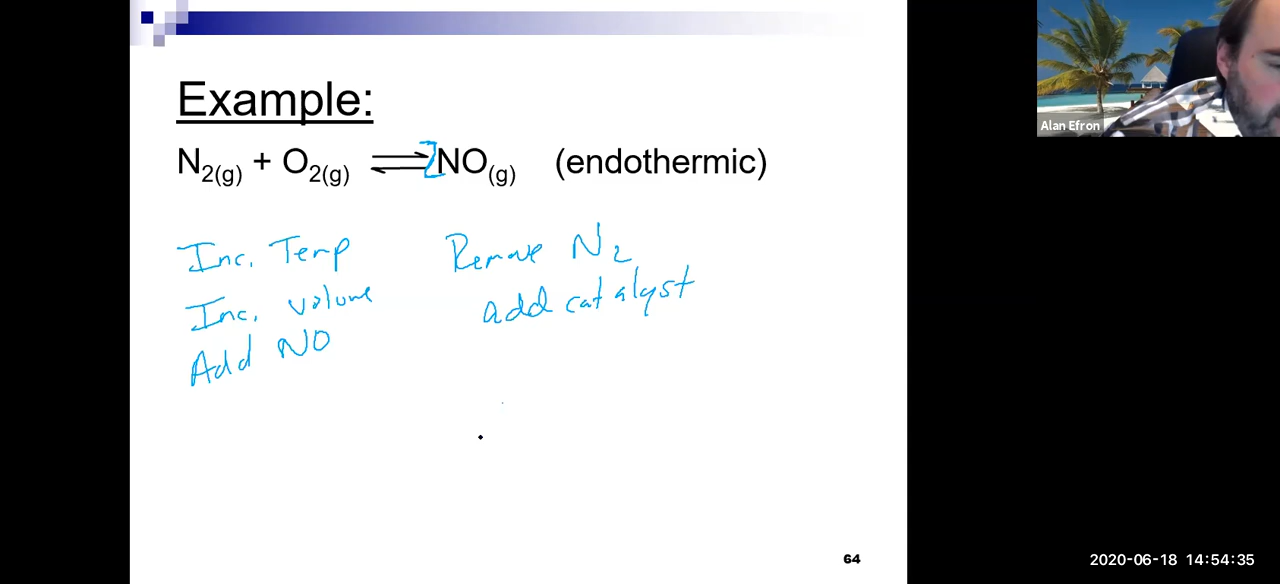 Example:
N2(g) + O2(g) ⇌ 2NO(g) (endothermic)
Inc. Temp
Inc. volume
Add NO
Remove N2
add catalyst
64
Alan Efron
2020-06-18 14:54:35